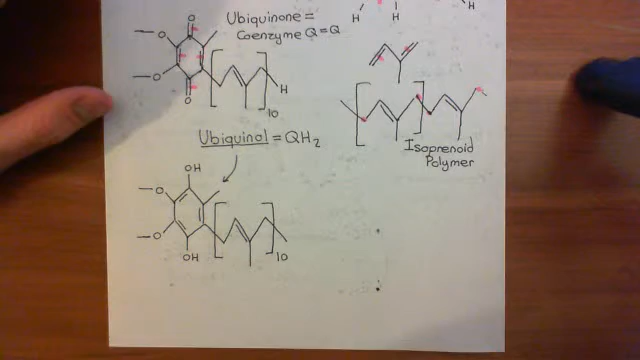 Ubiquinone =
Coenzyme Q = Q
H
H
H
O
O
O
O
H
10
Isoprenoid
Polymer
Ubiquinol = QH2
OH
O
O
OH
10